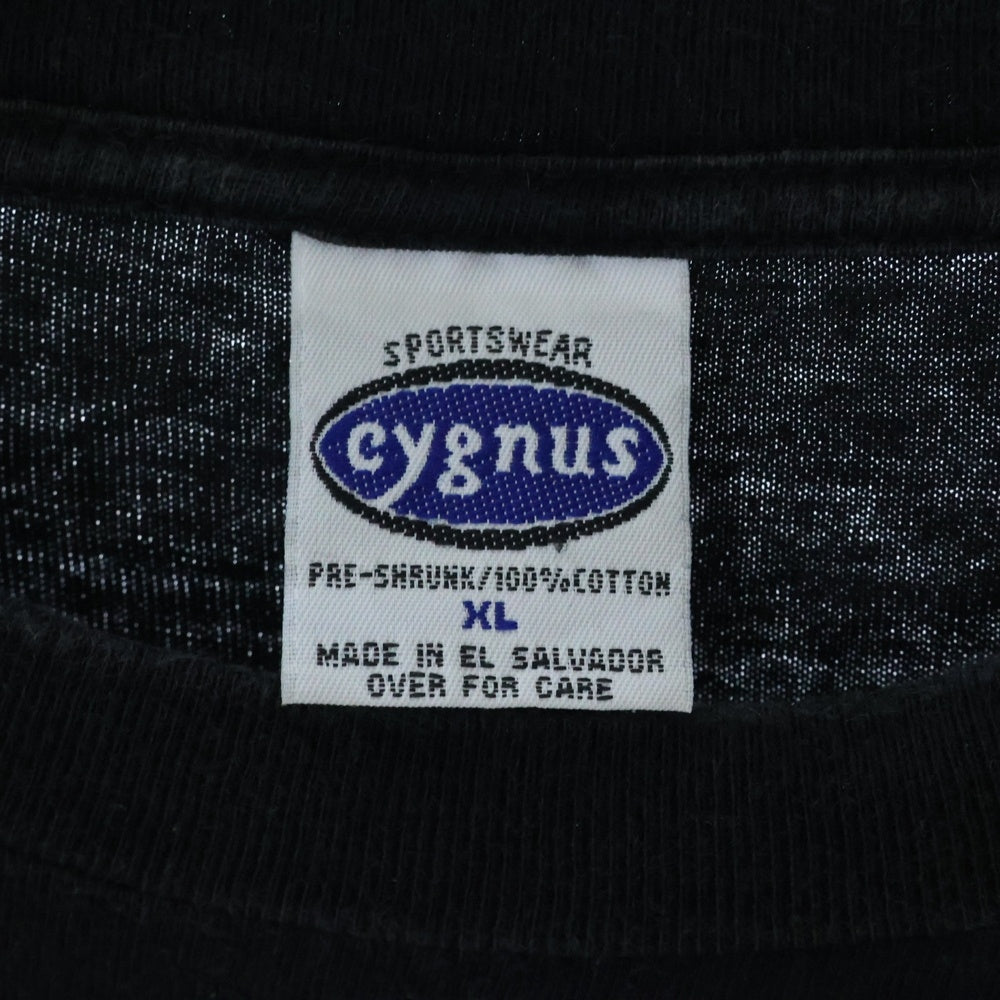 SPORTSWEAR
cygnus
PRE-SHRUNK/100%COTTON
XL
MADE IN EL SALVADOR
OVER FOR CARE